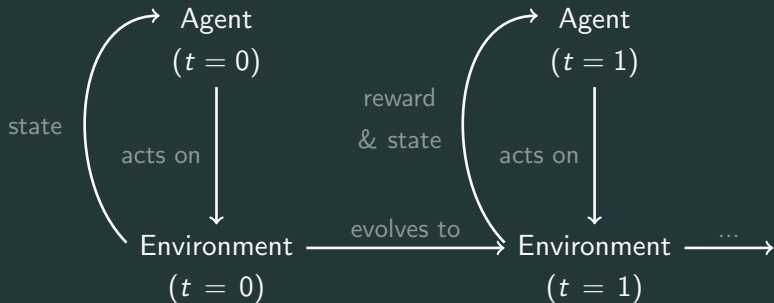 Agent
(t = 0)
Agent
(t = 1)
state
reward
& state
acts on
acts on
evolves to
...
Environment
(t = 0)
Environment
(t = 1)